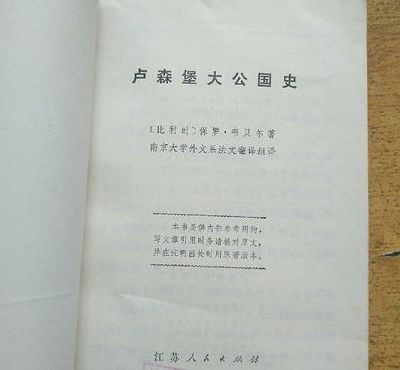 卢森堡大公国史
〔比利时〕保罗·韦贝尔著
南京大学外文系法文翻译组译
本书是供内部参考用的，
写文章引用时务请核对原文，
并在注明出处时用原著版本。
江苏人民出版社